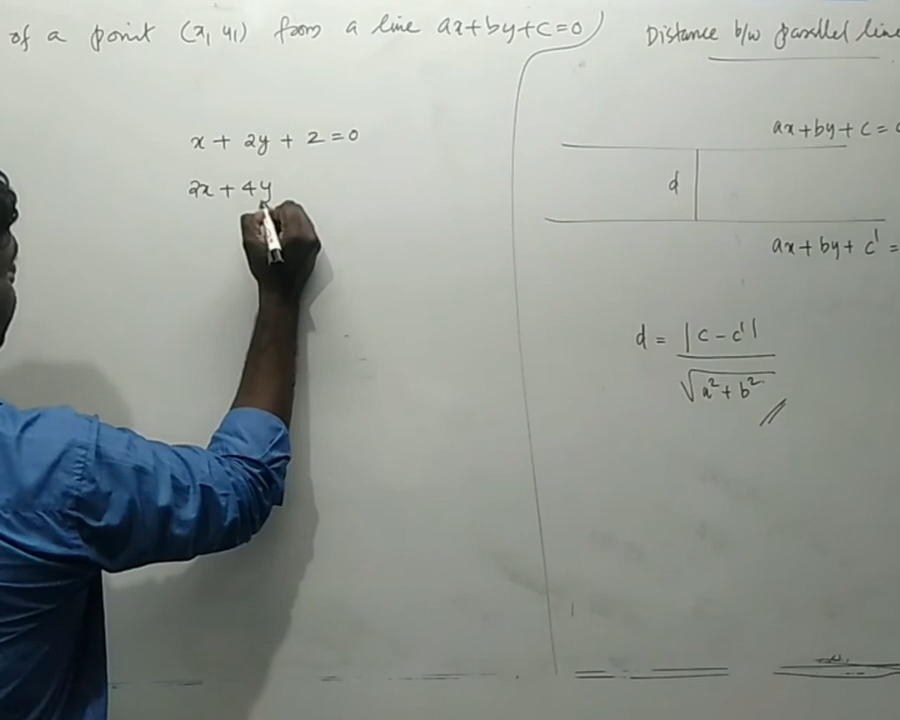 of a point (x₁ y₁) from a line ax+by+c=0
x + 2y + 2 = 0
2x + 4y
Distance b/w parallel line
ax+by+c =
d
ax+by+c' =
d = |c - c'| / √(a² + b²)